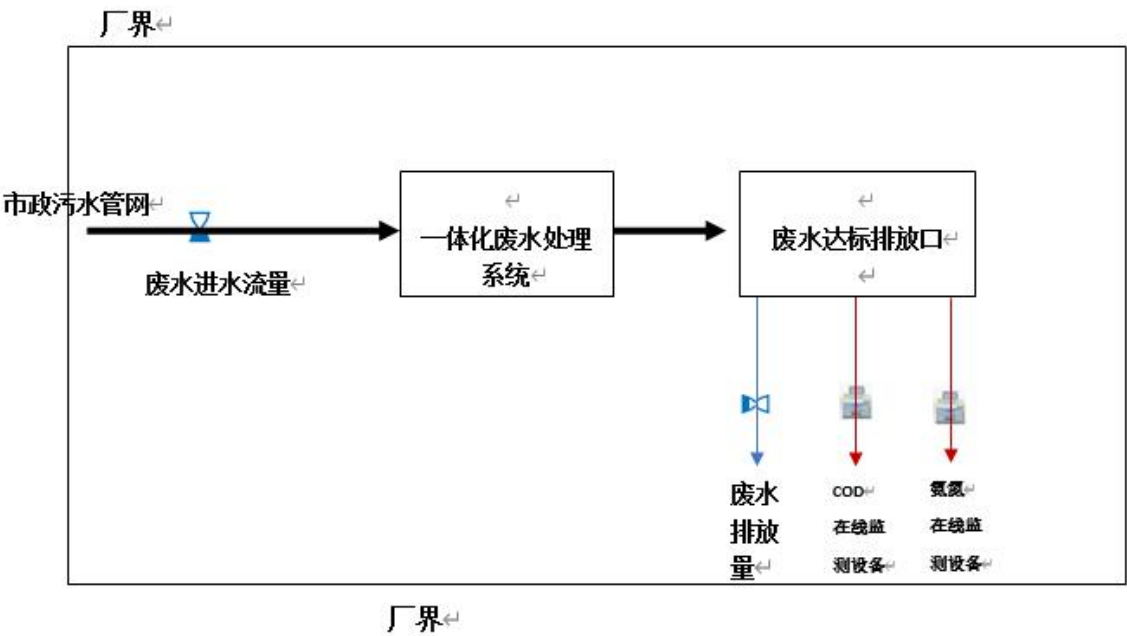 厂界
市政污水管网
废水进水流量
一体化废水处理
系统
废水达标排放口
废水
排放
量
COD
在线监
测设备
氨氮
在线监
测设备
厂界